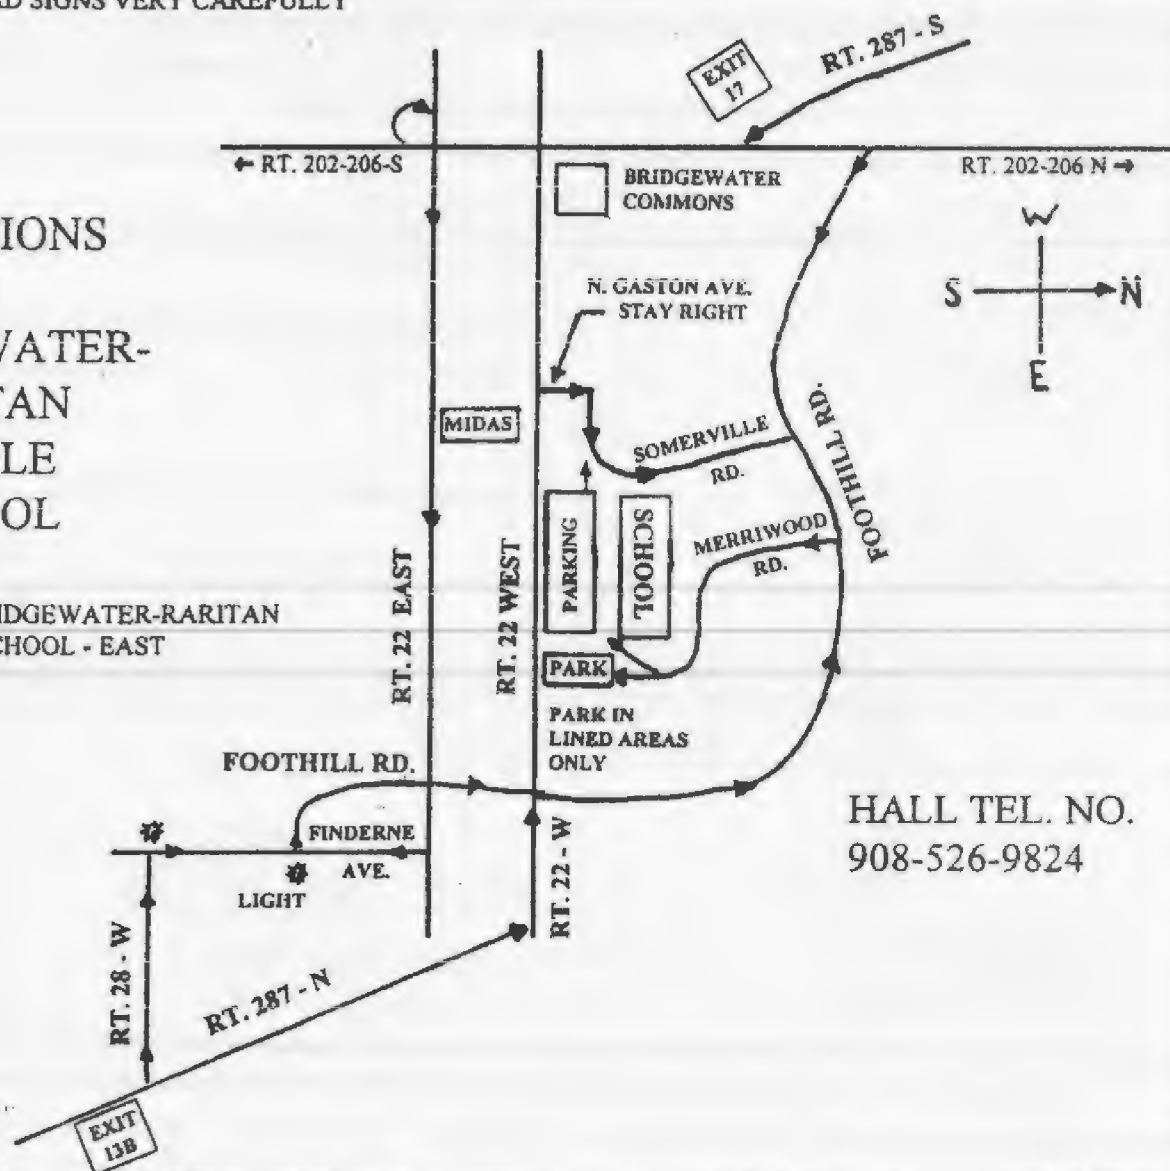 SIGNS VERY CAREFULLY
EXIT
17
RT. 287 - S
← RT. 202-206-S
RT. 202-206 N →
BRIDGEWATER
COMMONS
W
S
N
E
N. GASTON AVE.
STAY RIGHT
MIDAS
SOMERVILLE
RD.
FOOTHILL RD.
MERRIWOOD
RD.
PARKING
SCHOOL
PARK
RT. 22 EAST
RT. 22 WEST
PARK IN
LINED AREAS
ONLY
IONS
WATER-
TAN
LE
OL
IDGEWATER-RARITAN
CHOOL - EAST
FOOTHILL RD.
FINDERNE
AVE.
LIGHT
RT. 22 - W
RT. 28 - W
RT. 287 - N
EXIT
13B
HALL TEL. NO.
908-526-9824